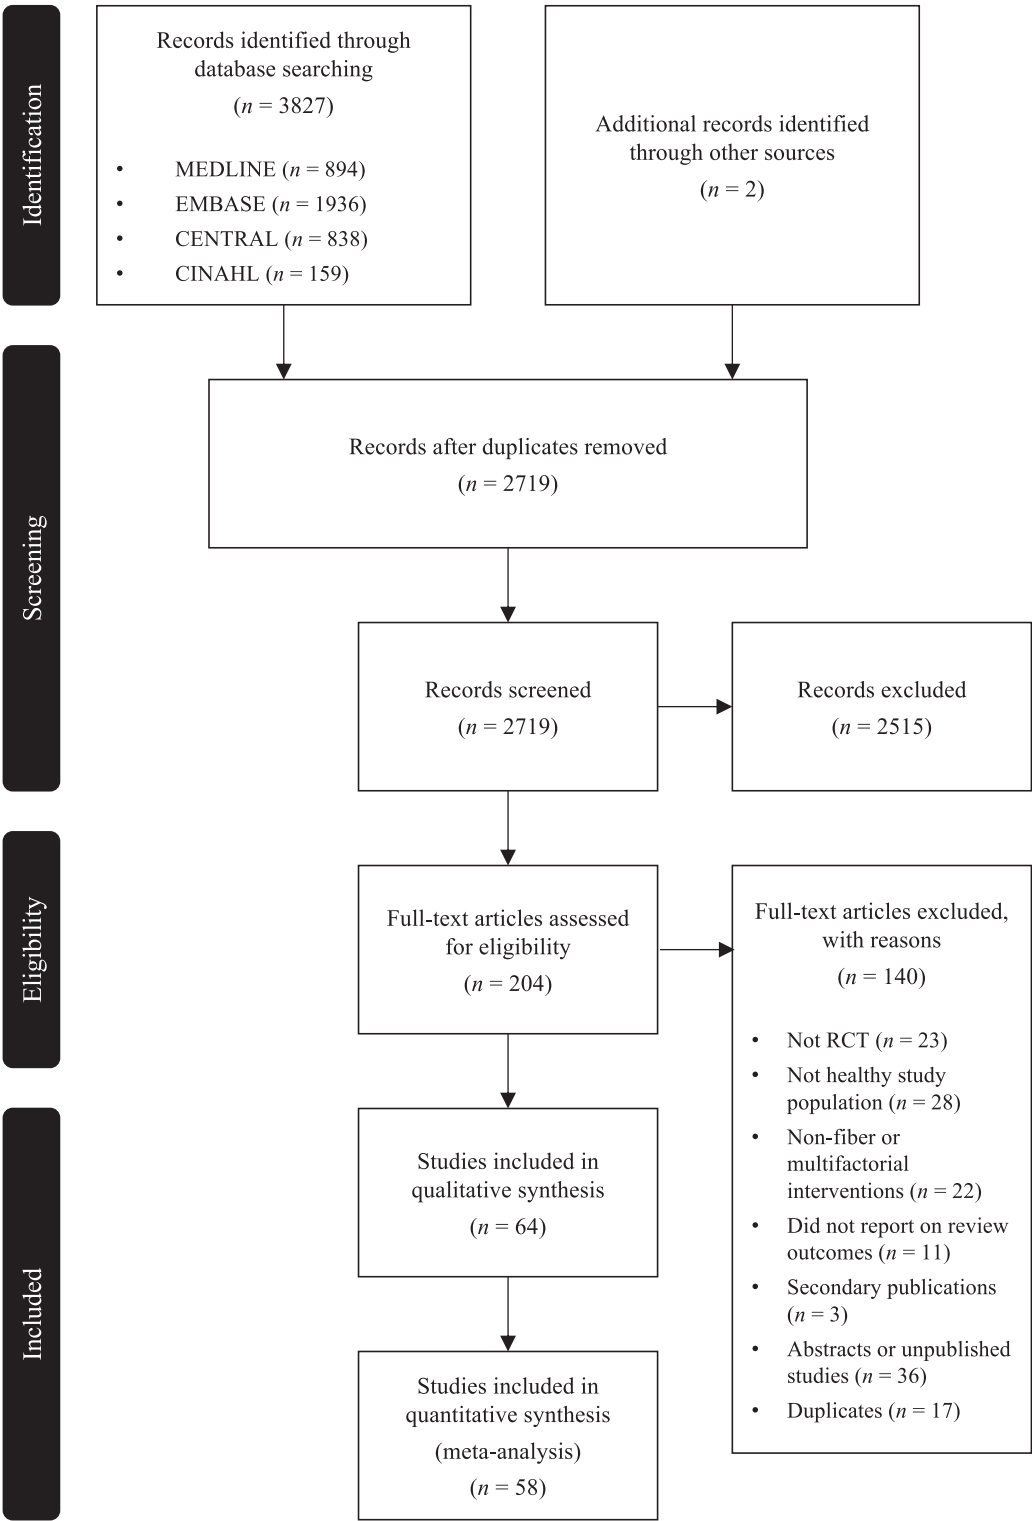 Identification
Records identified through
database searching
(n = 3827)
• MEDLINE (n = 894)
• EMBASE (n = 1936)
• CENTRAL (n = 838)
• CINAHL (n = 159)
Additional records identified
through other sources
(n = 2)
Screening
Records after duplicates removed
(n = 2719)
Records screened
(n = 2719)
Records excluded
(n = 2515)
Eligibility
Full-text articles assessed
for eligibility
(n = 204)
Full-text articles excluded,
with reasons
(n = 140)
• Not RCT (n = 23)
• Not healthy study
population (n = 28)
• Non-fiber or
multifactorial
interventions (n = 22)
• Did not report on review
outcomes (n = 11)
• Secondary publications
(n = 3)
• Abstracts or unpublished
studies (n = 36)
• Duplicates (n = 17)
Included
Studies included in
qualitative synthesis
(n = 64)
Studies included in
quantitative synthesis
(meta-analysis)
(n = 58)